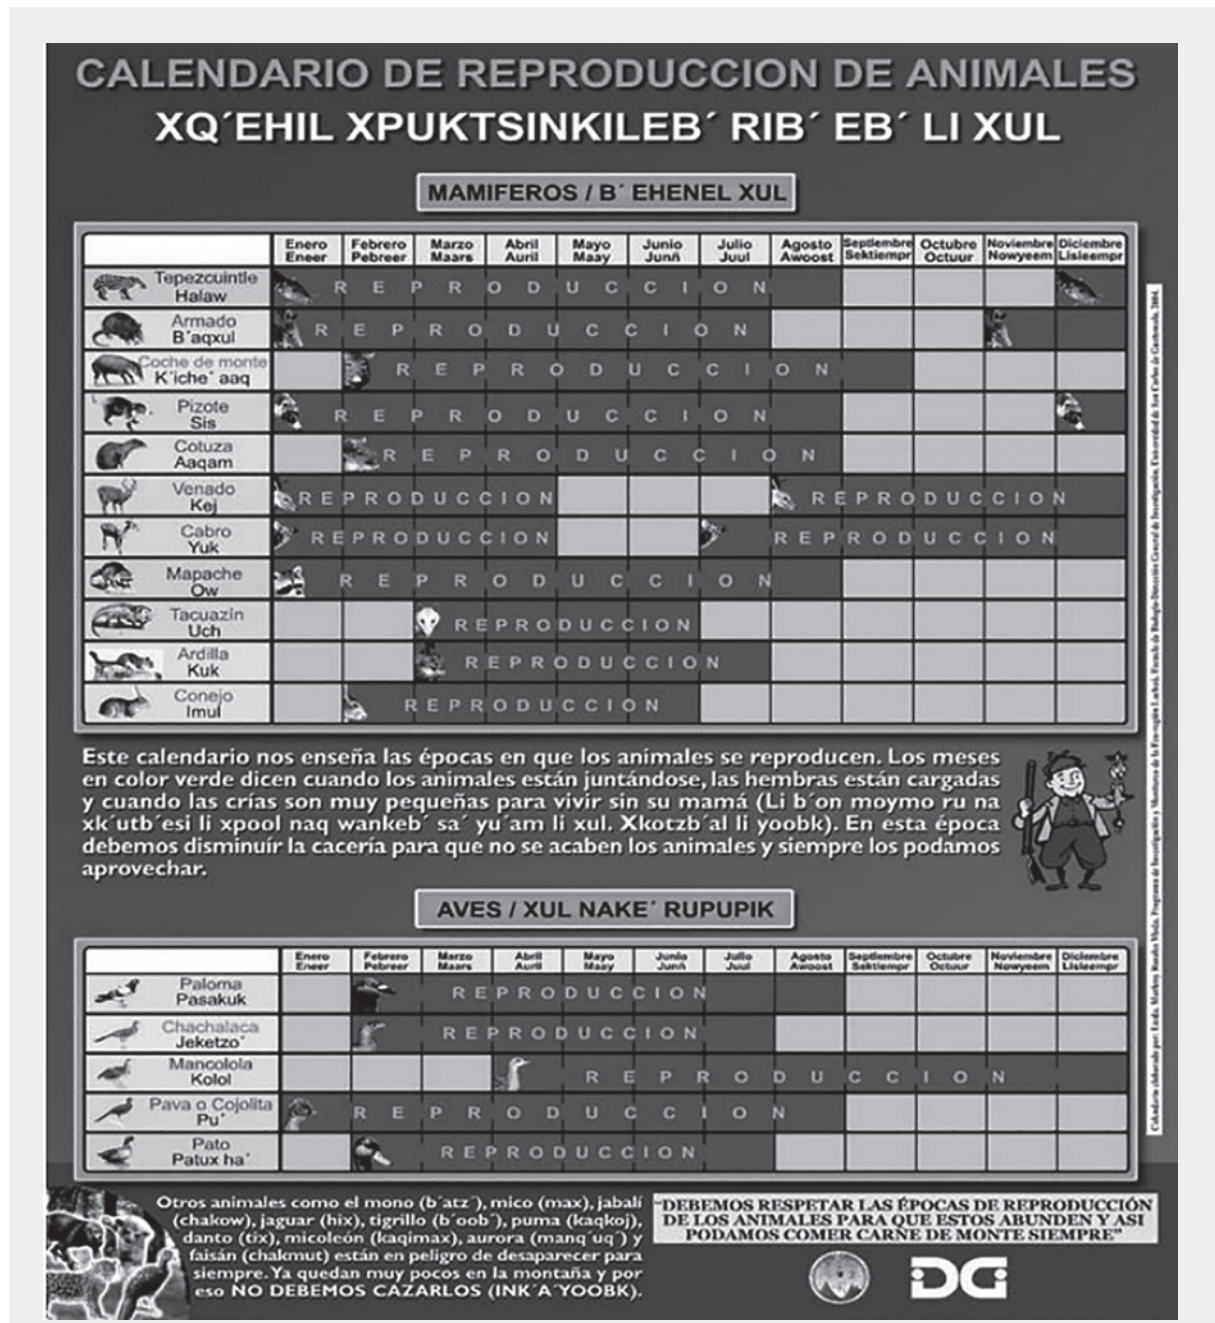 CALENDARIO DE REPRODUCCION DE ANIMALES
XQ´EHIL XPUKTSINKILEB´ RIB´ EB´ LI XUL
MAMIFEROS / B´ EHENEL XUL
Enero Febrero Marzo Abril Mayo Junio Julio Agosto Septiembre Octubre Noviembre Diciembre
Eneer Pebreer Maars Auril Maay Junñ Juul Awoost Sektiempr Octuur Nowyeem Lisleempr
Tepezcuintle
Halaw
REPRODUCCION
Armado
B´aqxul
REPRODUCCION
Coche de monte
K´iche´ aaq
REPRODUCCION
Pizote
Sis
REPRODUCCION
Cotuza
Aaqam
REPRODUCCION
Venado
Kej
REPRODUCCION REPRODUCCION
Cabro
Yuk
REPRODUCCION REPRODUCCION
Mapache
Ow
REPRODUCCION
Tacuazín
Uch
REPRODUCCION
Ardilla
Kuk
REPRODUCCION
Conejo
Imul
REPRODUCCION
Este calendario nos enseña las épocas en que los animales se reproducen. Los meses
en color verde dicen cuando los animales están juntándose, las hembras están cargadas
y cuando las crías son muy pequeñas para vivir sin su mamá (Li b´on moymo ru na
xk´utb´esi li xpool naq wankeb´ sa´ yu´am li xul. Xkotzb´al li yoobk). En esta época
debemos disminuír la cacería para que no se acaben los animales y siempre los podamos
aprovechar.
AVES / XUL NAKE´ RUPUPIK
Enero Febrero Marzo Abril Mayo Junio Julio Agosto Septiembre Octubre Noviembre Diciembre
Eneer Pebreer Maars Auril Maay Junñ Juul Awoost Sektiempr Octuur Nowyeem Lisleempr
Paloma
Pasakuk
REPRODUCCION
Chachalaca
Jeketzo´
REPRODUCCION
Mancolola
Kolol
REPRODUCCION
Pava o Cojolita
Pu´
REPRODUCCION
Pato
Patux ha´
REPRODUCCION
Otros animales como el mono (b´atz´), mico (max), jabalí
(chakow), jaguar (hix), tigrillo (b´oob´), puma (kaqkoj),
danto (tix), micoleón (kaqimax), aurora (manq´uq´) y
faisán (chakmut) están en peligro de desaparecer para
siempre. Ya quedan muy pocos en la montaña y por
eso NO DEBEMOS CAZARLOS (INK´A´YOOBK).
“DEBEMOS RESPETAR LAS ÉPOCAS DE REPRODUCCIÓN
DE LOS ANIMALES PARA QUE ESTOS ABUNDEN Y ASI
PODAMOS COMER CARNE DE MONTE SIEMPRE”
DGi